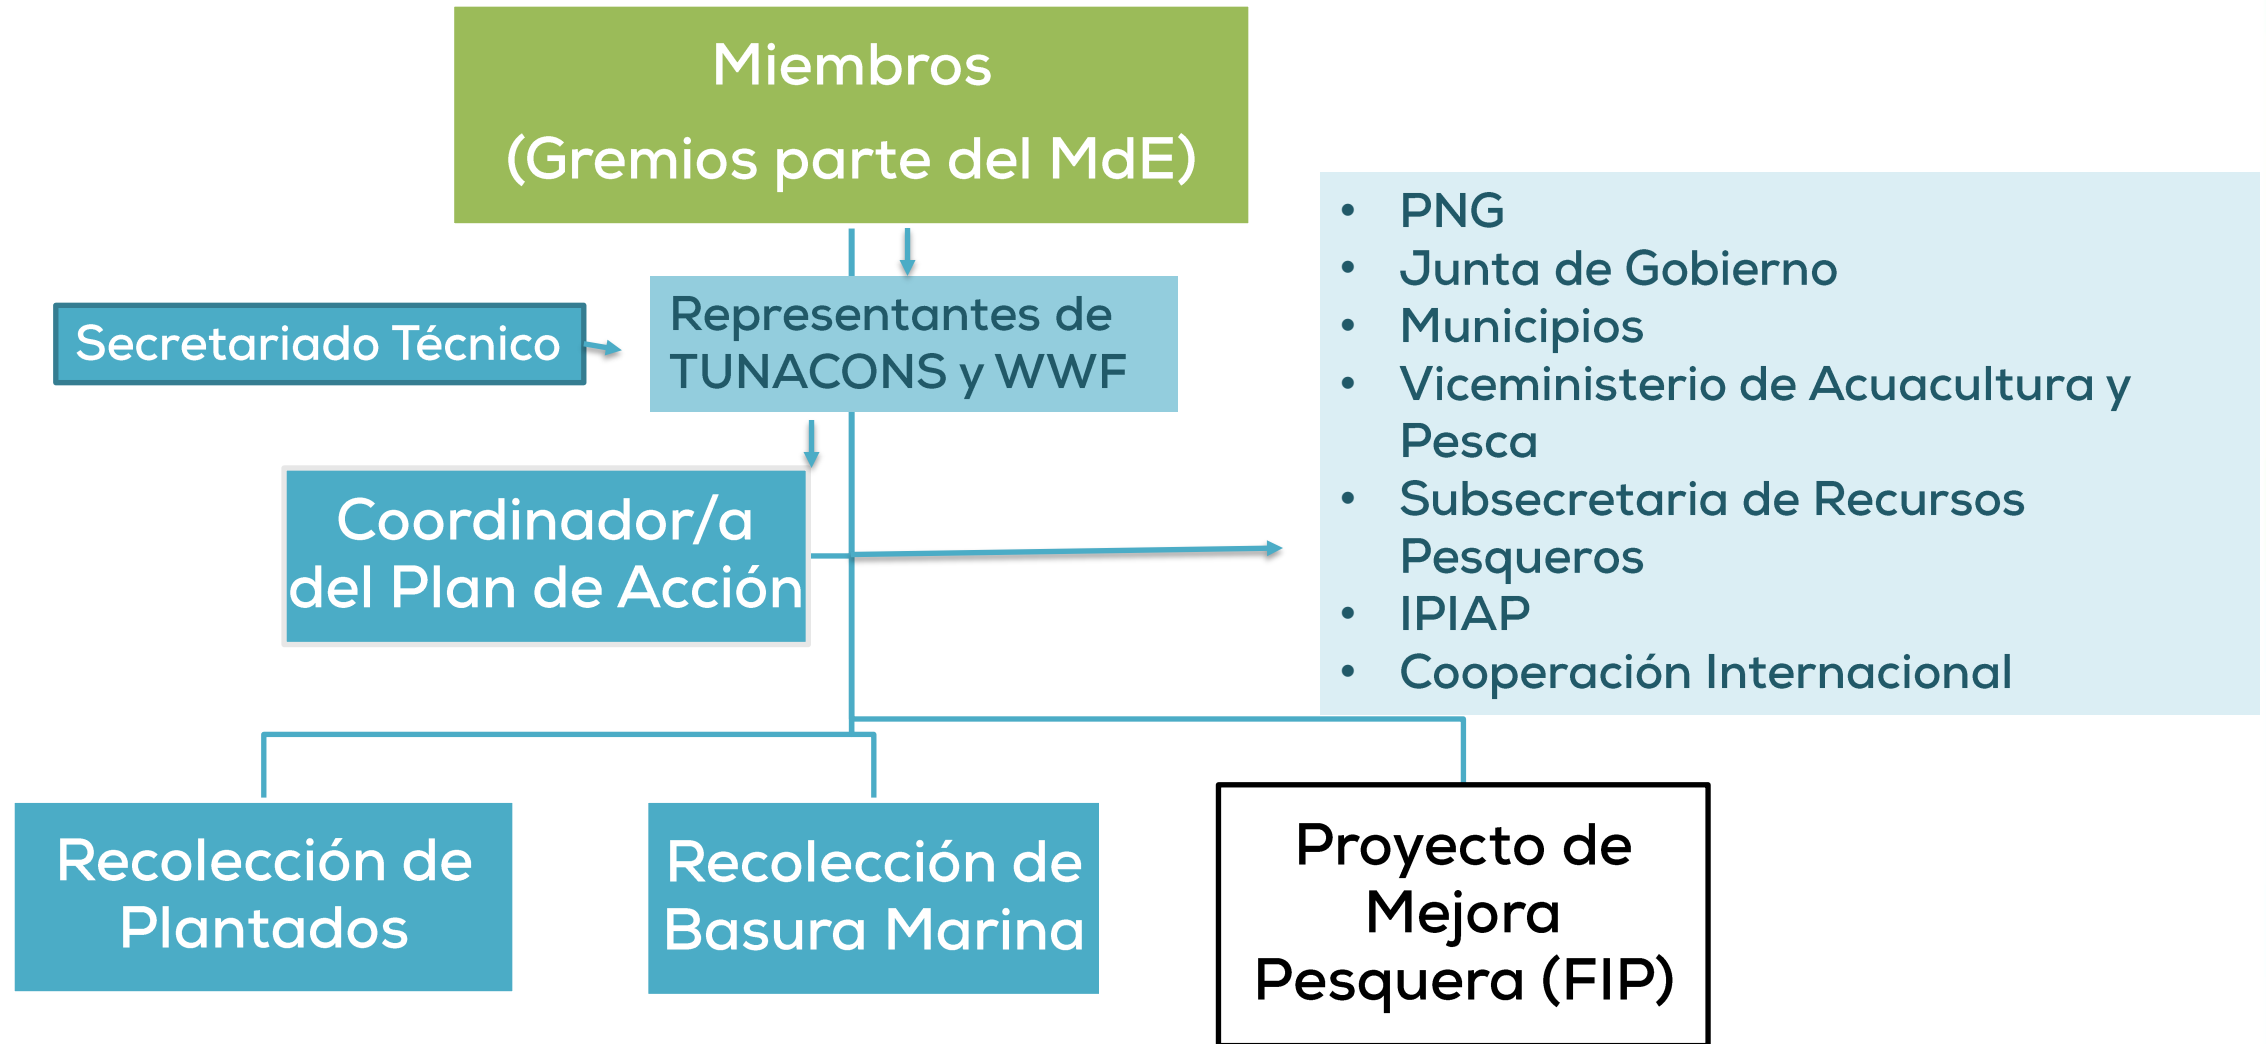 Miembros
(Gremios parte del MdE)
Secretariado Técnico
Representantes de
TUNACONS y WWF
Coordinador/a
del Plan de Acción
• PNG
• Junta de Gobierno
• Municipios
• Viceministerio de Acuacultura y
Pesca
• Subsecretaria de Recursos
Pesqueros
• IPIAP
• Cooperación Internacional
Recolección de
Plantados
Recolección de
Basura Marina
Proyecto de
Mejora
Pesquera (FIP)